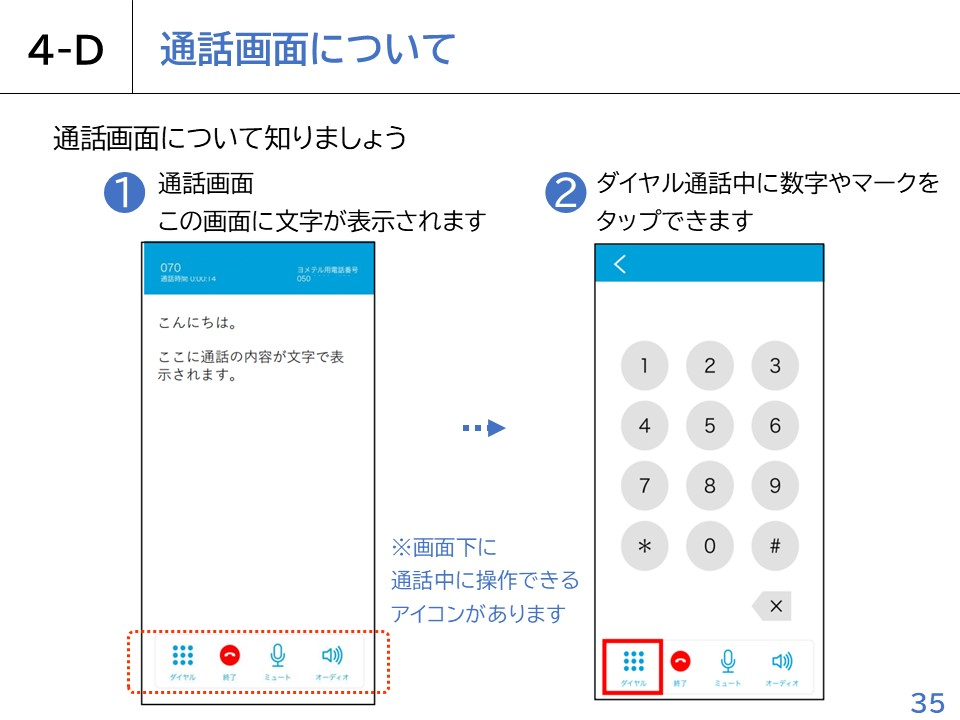 4-D
通話画面について
通話画面について知りましょう
1
通話画面
この画面に文字が表示されます
070
通話時間 0:00:14
ヨメテル用電話番号
050
こんにちは。
ここに通話の内容が文字で表
示されます。
ダイヤル
終了
ミュート
オーディオ
※画面下に
通話中に操作できる
アイコンがあります
2
ダイヤル通話中に数字やマークを
タップできます
1 2 3
4 5 6
7 8 9
* 0 #
×
ダイヤル
終了
ミュート
オーディオ
35